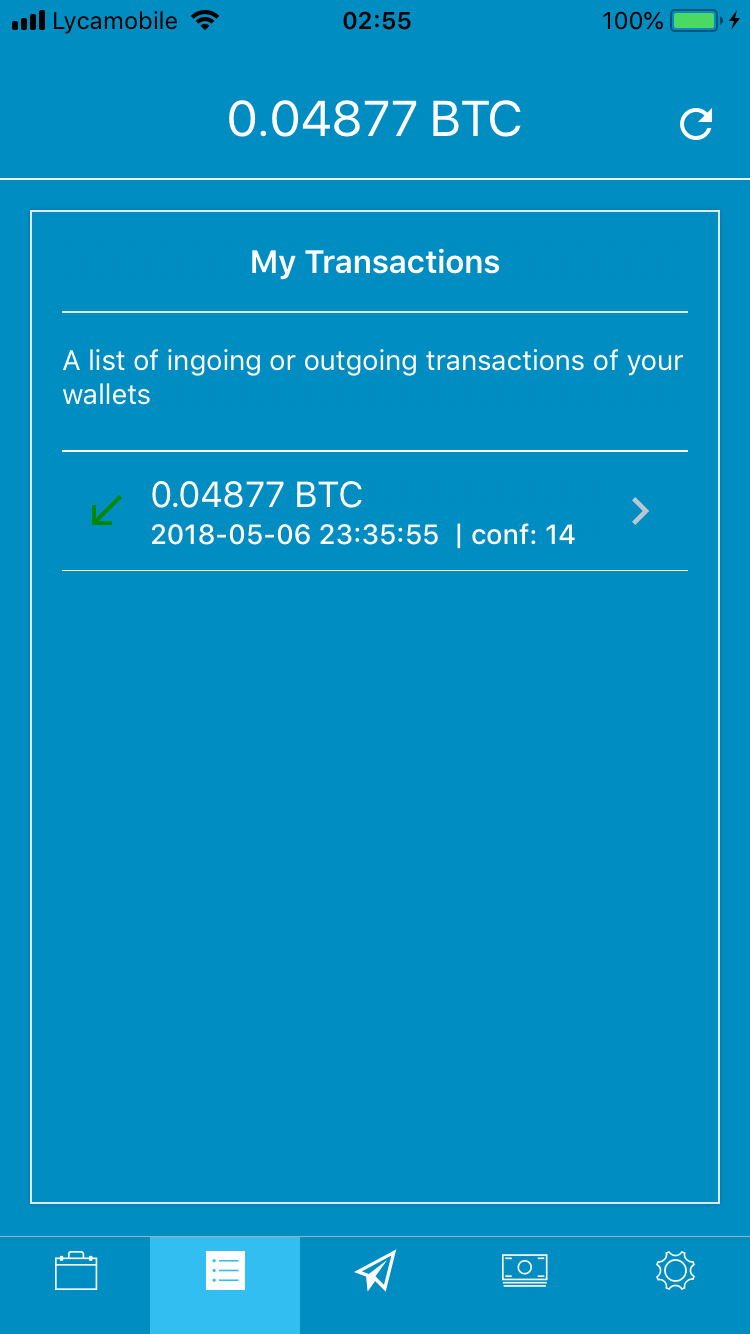 Lycamobile 02:55 100%
0.04877 BTC
My Transactions
A list of ingoing or outgoing transactions of your
wallets
0.04877 BTC
2018-05-06 23:35:55 | conf: 14